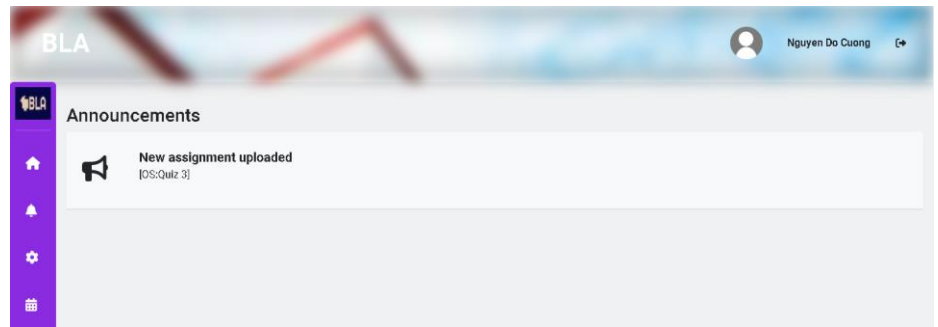 BLA
Nguyen Do Cuong
BLA
Announcements
New assignment uploaded
[OS:Quiz 3]